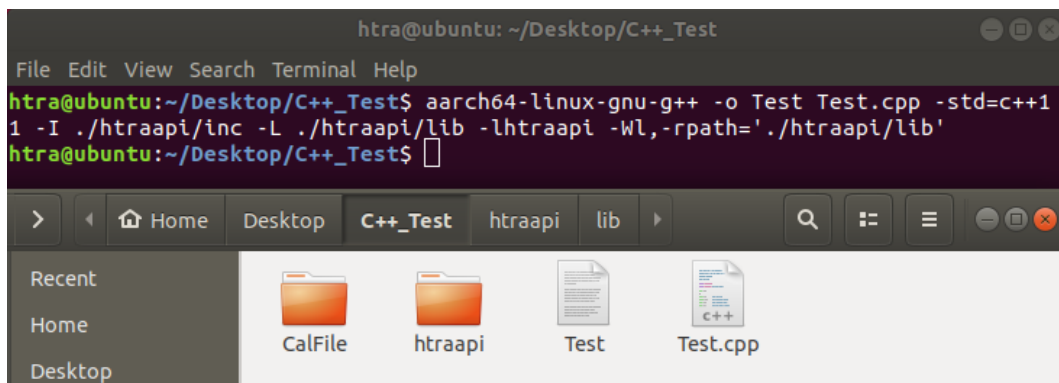 htra@ubuntu: ~/Desktop/C++_Test
File Edit View Search Terminal Help
htra@ubuntu:~/Desktop/C++_Test$ aarch64-linux-gnu-g++ -o Test Test.cpp -std=c++1
1 -I ./htraapi/inc -L ./htraapi/lib -lhtraapi -Wl,-rpath='./htraapi/lib'
htra@ubuntu:~/Desktop/C++_Test$
Home Desktop C++_Test htraapi lib
Recent
Home
Desktop
C++
CalFile htraapi Test Test.cpp